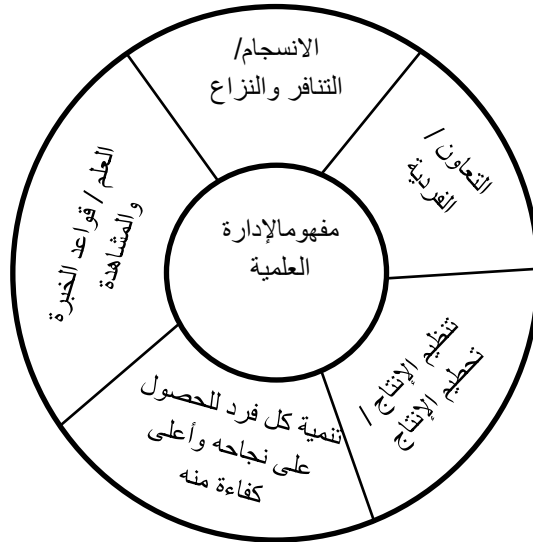 الانسجام/
التنافر والنزاع
التعاون /
الفردية
تنظيم الإنتاج /
تحطيم الإنتاج
تنمية كل فرد للحصول
على نجاحه وأعلى
كفاءة منه
العلم / قواعد الخبرة
والمشاهدة
مفهومالإدارة
العلمية